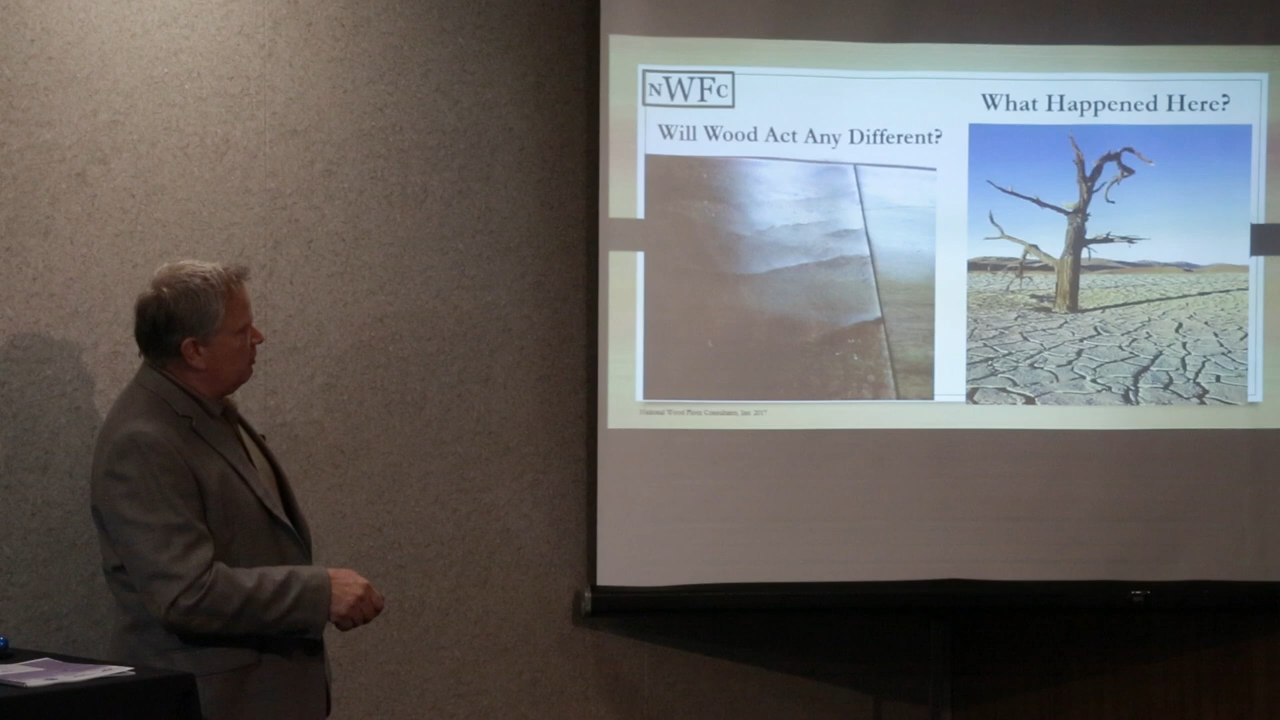 NWFC
What Happened Here?
Will Wood Act Any Different?
National Wood Floor Consultants, Inc 2017